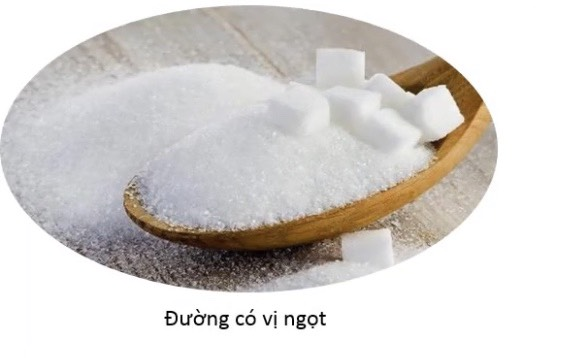 Đường có vị ngọt